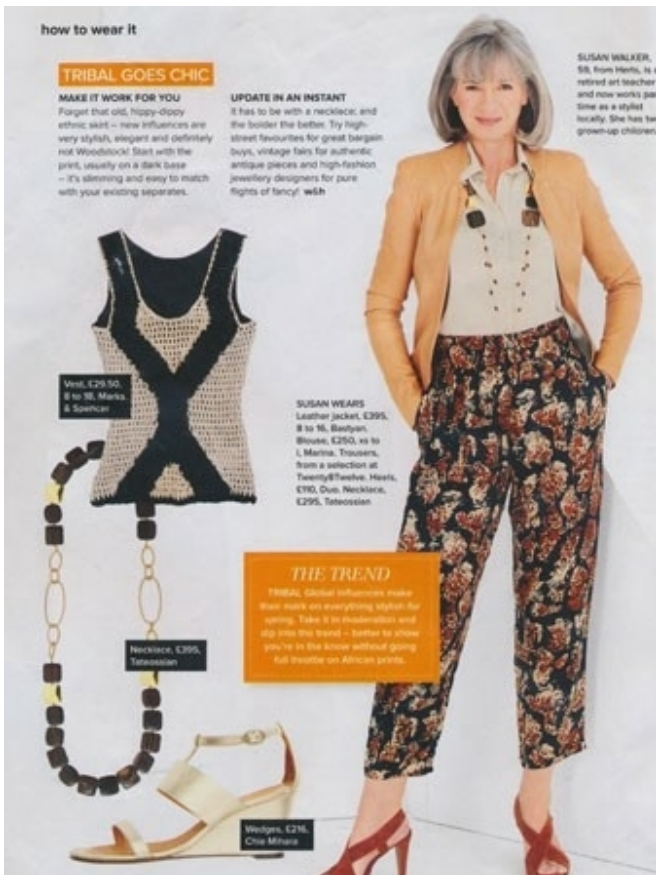 how to wear it
TRIBAL GOES CHIC
MAKE IT WORK FOR YOU
Forget that old, hippy-dippy
ethnic skirt – new influences are
very stylish, elegant and definitely
not Woodstock! Start with the
print, usually on a dark base
– it's slimming and easy to match
with your existing separates.
UPDATE IN AN INSTANT
It has to be with a necklace; and
the bolder the better. Try high-
street favourites for great bargain
buys, vintage fairs for authentic
antique pieces and high-fashion
jewellery designers for pure
flights of fancy! w&h
SUSAN WALKER,
59, from Herts, is
retired art teacher
and now works
time as a stylist
locally. She has
grown-up children
Vest, £29.50,
8 to 18, Marks
& Spencer
SUSAN WEARS
Leather jacket, £395,
8 to 16, Bastyan.
Blouse, £250, xs to
l, Marina. Trousers,
from a selection at
Twenty8Twelve. Heels,
£110, Duo. Necklace,
£295, Tateossian
THE TREND
TRIBAL Global influences make
their mark on everything stylish for
spring. Take it in moderation and
dip into the trend – better to show
you're in the know without going
full throttle on African prints.
Necklace, £395,
Tateossian
Wedges, £216,
Chie Mihara